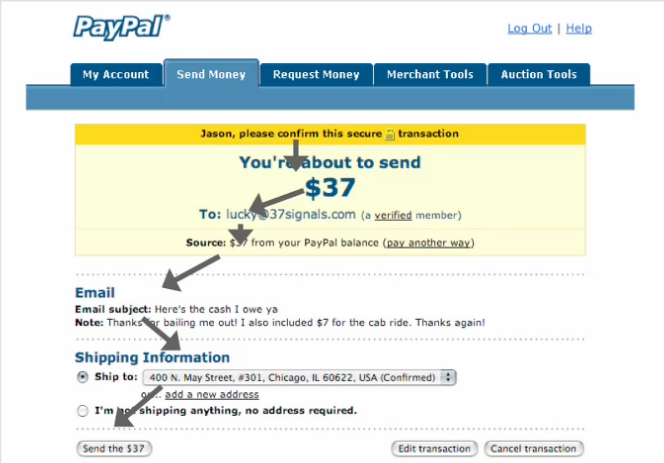 PayPal®
Log Out | Help
My Account Send Money Request Money Merchant Tools Auction Tools
Jason, please confirm this secure transaction
You're about to send
$37
To: lucky@37signals.com (a verified member)
Source: $37 from your PayPal balance (pay another way)
Email
Email subject: Here's the cash I owe ya
Note: Thanks for bailing me out! I also included $7 for the cab ride. Thanks again!
Shipping Information
Ship to: 400 N. May Street, #301, Chicago, IL 60622, USA (Confirmed)
or... add a new address
I'm not shipping anything, no address required.
Send the $37 Edit transaction Cancel transaction